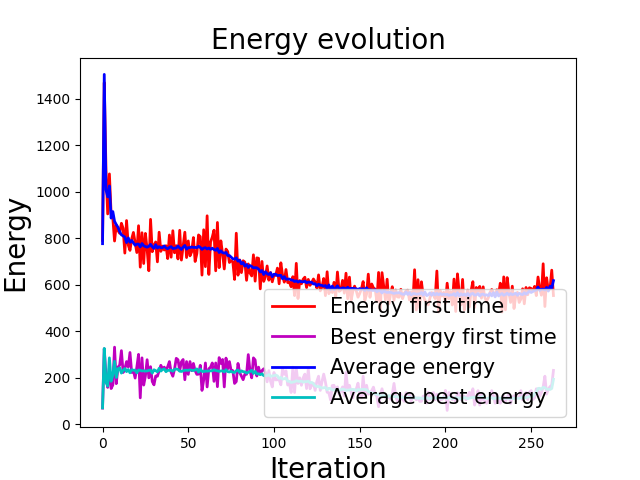 Energy evolution
Energy
1400
1200
1000
800
600
400
200
0
Energy first time
Best energy first time
Average energy
Average best energy
0 50 100 150 200 250
Iteration